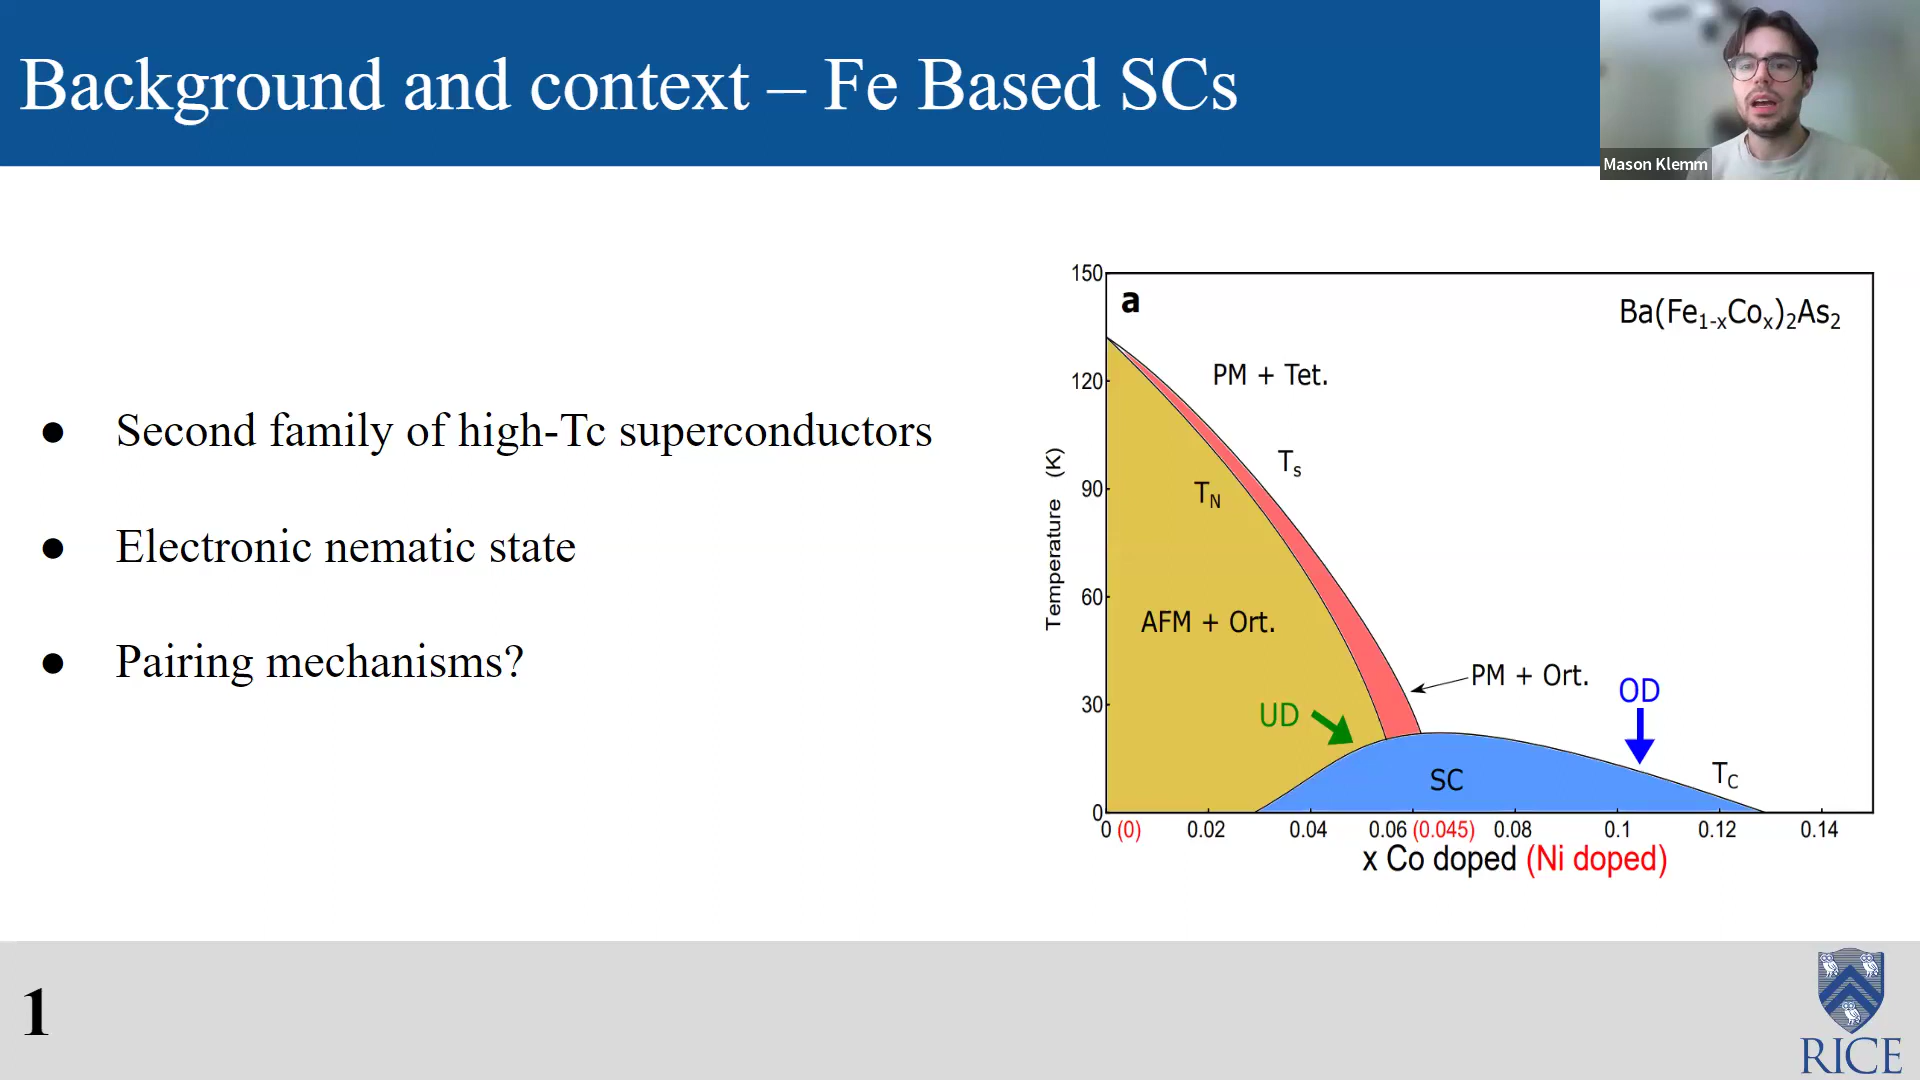 Background and context – Fe Based SCs
Mason Klemm
● Second family of high-Tc superconductors
● Electronic nematic state
● Pairing mechanisms?
a
Ba(Fe1-xCox)2As2
PM + Tet.
Ts
TN
AFM + Ort.
PM + Ort.
UD
OD
SC
TC
Temperature (K)
150
120
90
60
30
0
0 (0) 0.02 0.04 0.06 (0.045) 0.08 0.1 0.12 0.14
x Co doped (Ni doped)
1
RICE